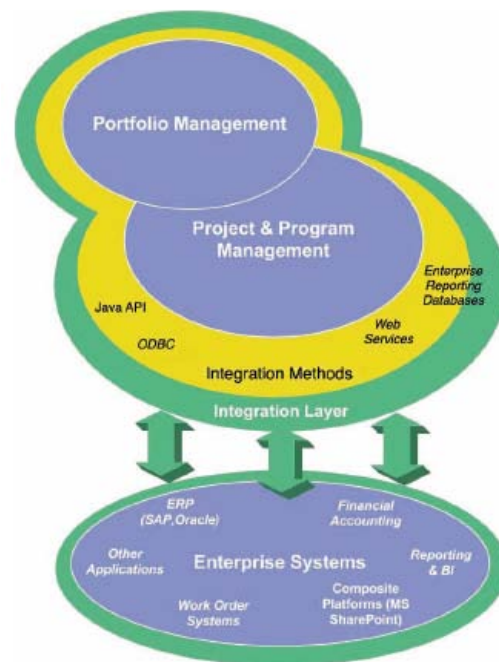 Portfolio Management
Project & Program
Management
Enterprise
Reporting
Databases
Java API
Web
Services
ODBC
Integration Methods
Integration Layer
ERP
(SAP,Oracle)
Financial
Accounting
Other
Applications
Enterprise Systems
Reporting
& BI
Work Order
Systems
Composite
Platforms (MS
SharePoint)